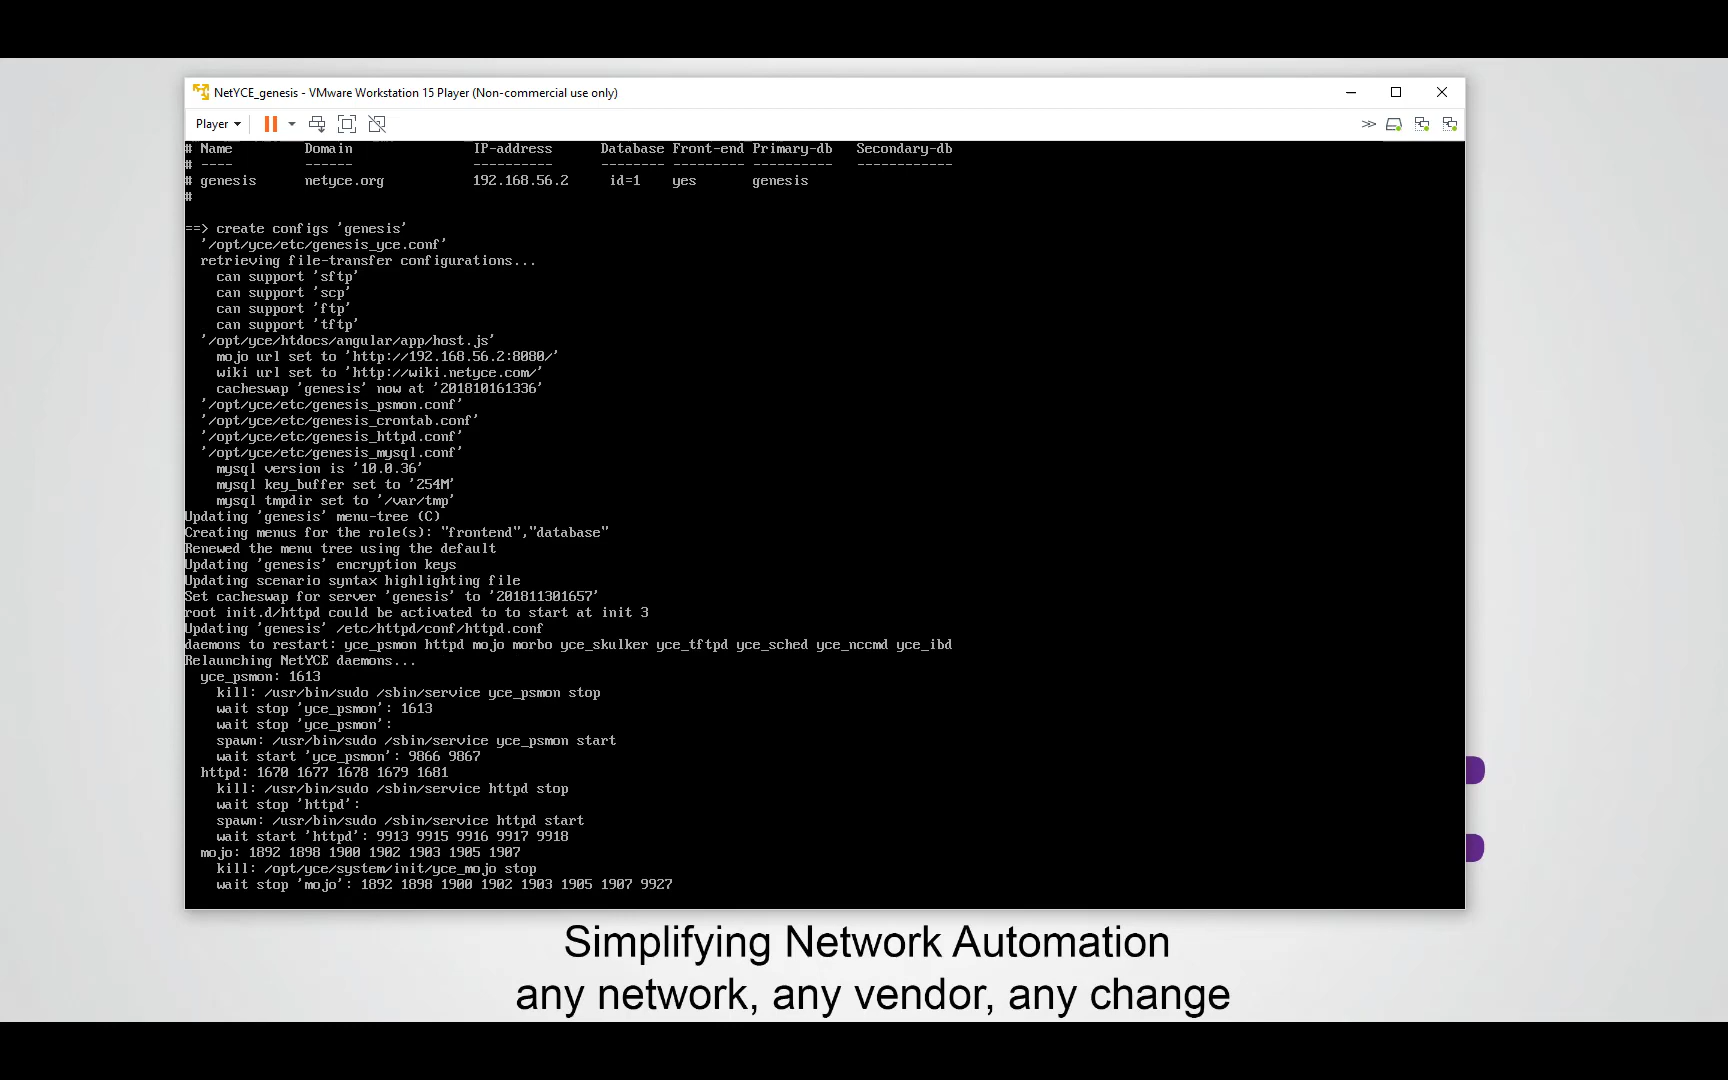 NetYCE_genesis - VMware Workstation 15 Player (Non-commercial use only)
Player
# Name Domain IP-address Database Front-end Primary-db Secondary-db
# ---- ------ ---------- -------- --------- ---------- ------------
# genesis netyce.org 192.168.56.2 id=1 yes genesis
#
==> create configs 'genesis'
'/opt/yce/etc/genesis_yce.conf'
retrieving file-transfer configurations...
can support 'sftp'
can support 'scp'
can support 'ftp'
can support 'tftp'
'/opt/yce/htdocs/angular/app/host.js'
mojo url set to 'http://192.168.56.2:8080/'
wiki url set to 'http://wiki.netyce.com/'
cacheswap 'genesis' now at '201810161336'
'/opt/yce/etc/genesis_psmon.conf'
'/opt/yce/etc/genesis_crontab.conf'
'/opt/yce/etc/genesis_httpd.conf'
'/opt/yce/etc/genesis_mysql.conf'
mysql version is '10.0.36'
mysql key_buffer set to '254M'
mysql tmpdir set to '/var/tmp'
Updating 'genesis' menu-tree (C)
Creating menus for the role(s): "frontend","database"
Renewed the menu tree using the default
Updating 'genesis' encryption keys
Updating scenario syntax highlighting file
Set cacheswap for server 'genesis' to '201811301657'
root init.d/httpd could be activated to to start at init 3
Updating 'genesis' /etc/httpd/conf/httpd.conf
daemons to restart: yce_psmon httpd mojo morbo yce_skulker yce_tftpd yce_sched yce_nccmd yce_ibd
Relaunching NetYCE daemons...
yce_psmon: 1613
kill: /usr/bin/sudo /sbin/service yce_psmon stop
wait stop 'yce_psmon': 1613
wait stop 'yce_psmon':
spawn: /usr/bin/sudo /sbin/service yce_psmon start
wait start 'yce_psmon': 9866 9867
httpd: 1670 1677 1678 1679 1681
kill: /usr/bin/sudo /sbin/service httpd stop
wait stop 'httpd':
spawn: /usr/bin/sudo /sbin/service httpd start
wait start 'httpd': 9913 9915 9916 9917 9918
mojo: 1892 1898 1900 1902 1903 1905 1907
kill: /opt/yce/system/init/yce_mojo stop
wait stop 'mojo': 1892 1898 1900 1902 1903 1905 1907 9927
Simplifying Network Automation
any network, any vendor, any change